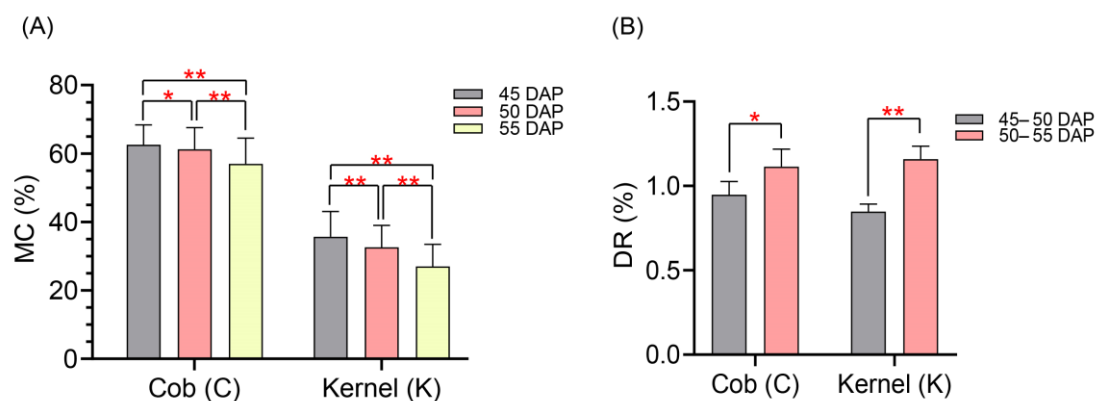 (A)
MC (%)
80
60
40
20
0
** 
* **
**
** **
Cob (C) Kernel (K)
45 DAP
50 DAP
55 DAP
(B)
DR (%)
1.5
1.0
0.5
0.0
* **
Cob (C) Kernel (K)
45– 50 DAP
50– 55 DAP